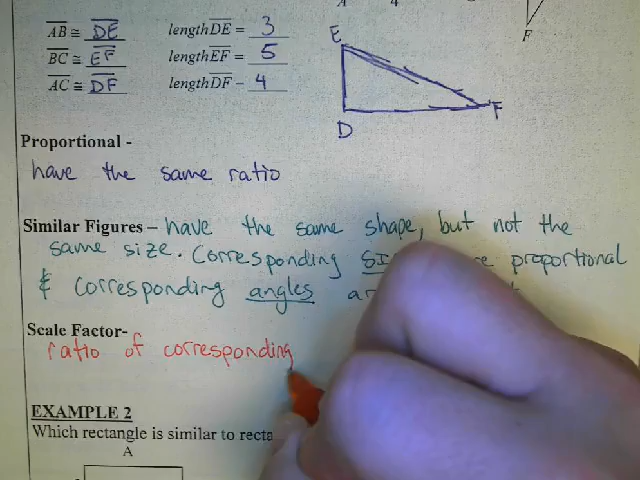 A 4
AB ≅ DE length DE = 3
BC ≅ EF length EF = 5
AC ≅ DF length DF - 4
E
F
D
F
Proportional -
have the same ratio
Similar Figures – have the same shape, but not the
same size. Corresponding proportional
& corresponding angles
Scale Factor-
ratio of corresponding
EXAMPLE 2
Which rectangle is similar to
A